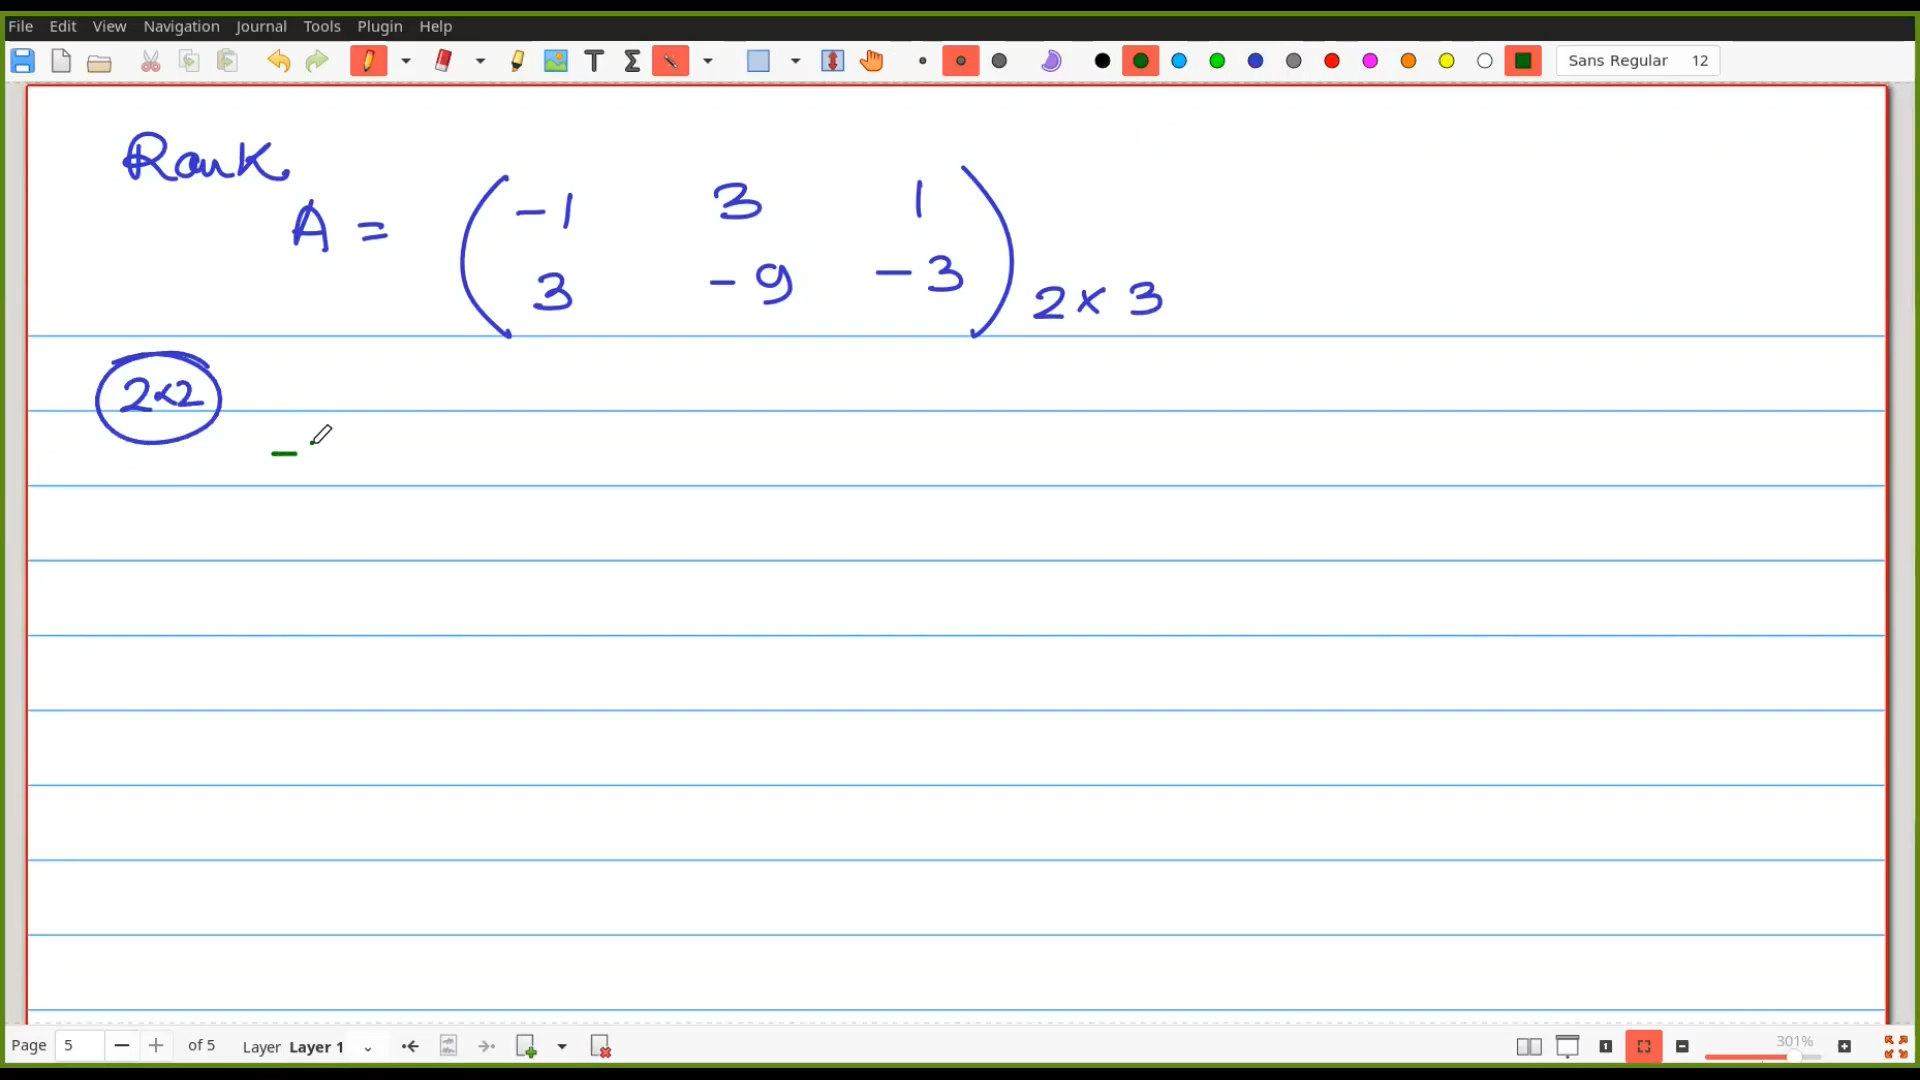 File Edit View Navigation Journal Tools Plugin Help
Sans Regular 12
Rank
A = ( -1 3 1
3 -9 -3 ) 2 × 3
2×2
–
Page 5 of 5 Layer Layer 1 301%